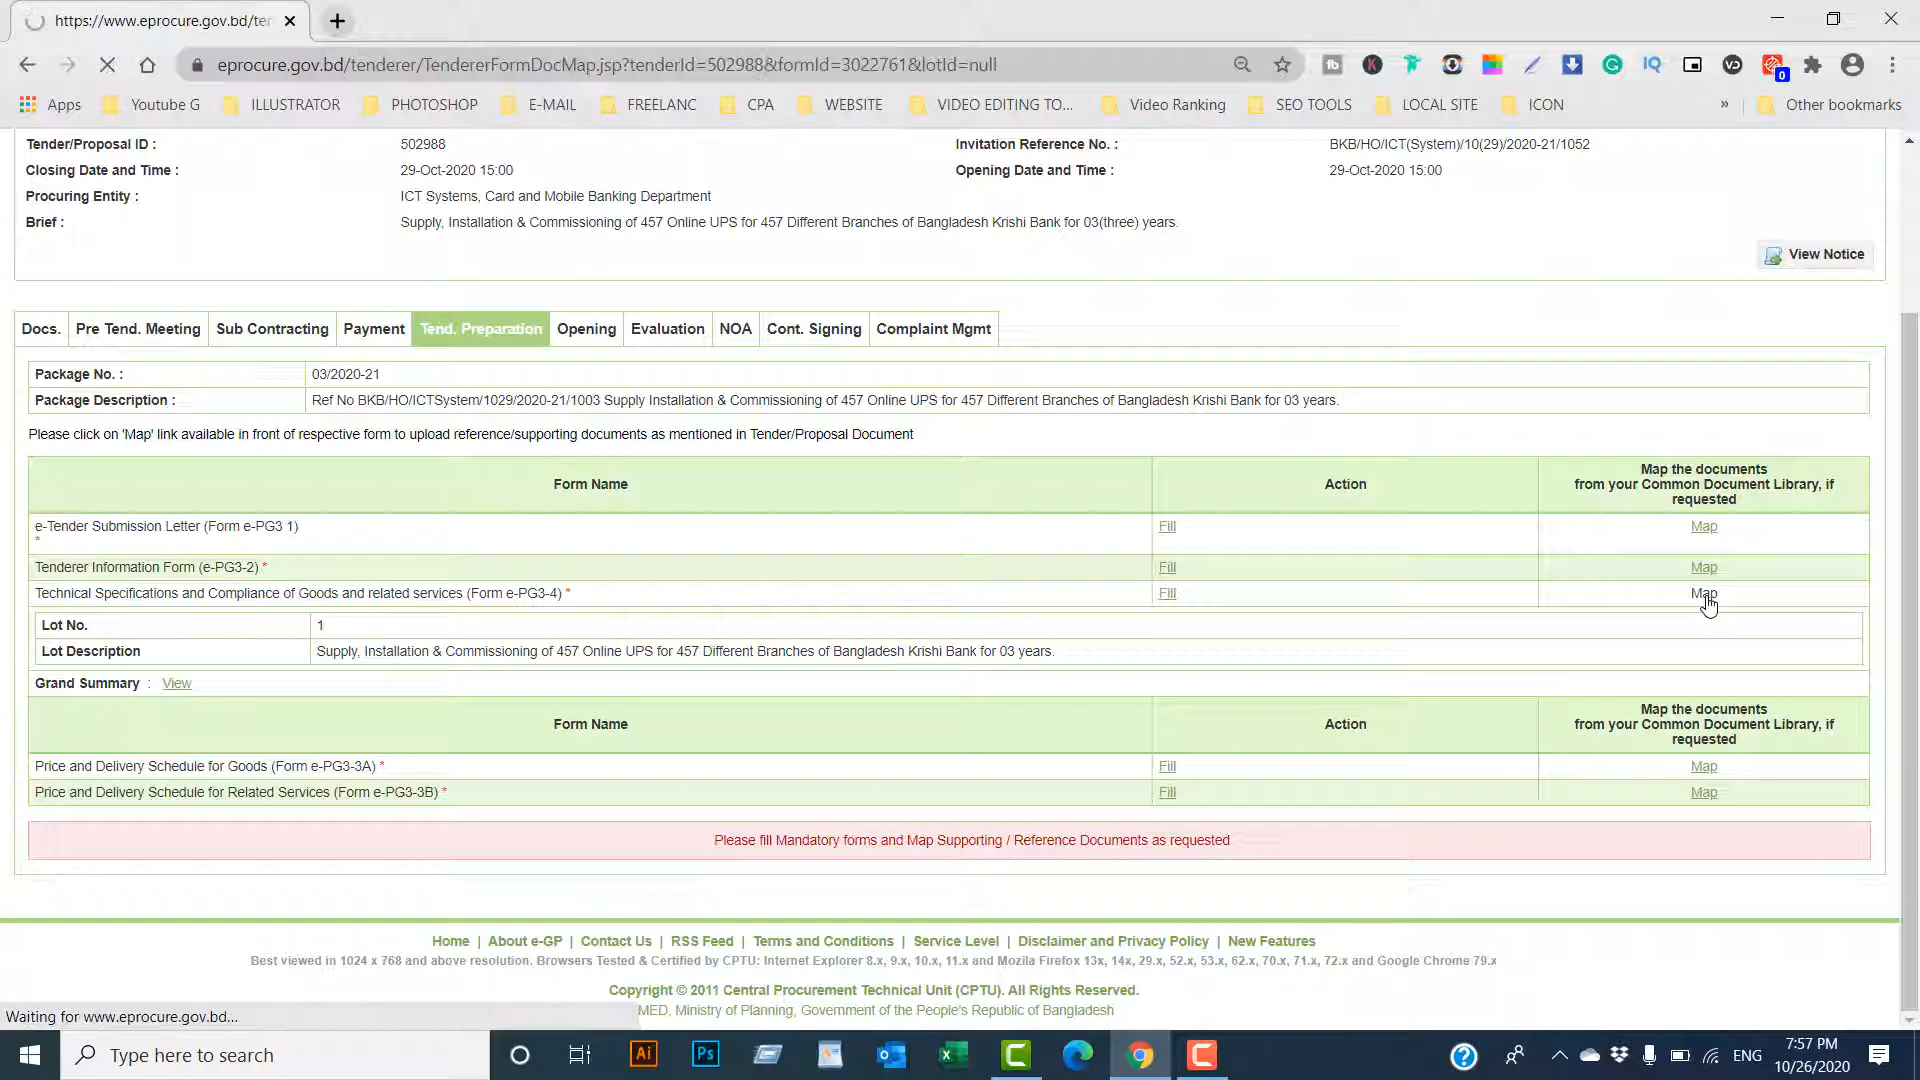 https://www.eprocure.gov.bd/ter
eprocure.gov.bd/tenderer/TendererFormDocMap.jsp?tenderId=502988&formId=3022761&lotId=null
Apps Youtube G ILLUSTRATOR PHOTOSHOP E-MAIL FREELANC CPA WEBSITE VIDEO EDITING TO... Video Ranking SEO TOOLS LOCAL SITE ICON » Other bookmarks
Tender/Proposal ID : 502988 Invitation Reference No. : BKB/HO/ICT(System)/10(29)/2020-21/1052
Closing Date and Time : 29-Oct-2020 15:00 Opening Date and Time : 29-Oct-2020 15:00
Procuring Entity : ICT Systems, Card and Mobile Banking Department
Brief : Supply, Installation & Commissioning of 457 Online UPS for 457 Different Branches of Bangladesh Krishi Bank for 03(three) years.
View Notice
Docs. Pre Tend. Meeting Sub Contracting Payment Tend. Preparation Opening Evaluation NOA Cont. Signing Complaint Mgmt
Package No. : 03/2020-21
Package Description : Ref No BKB/HO/ICTSystem/1029/2020-21/1003 Supply Installation & Commissioning of 457 Online UPS for 457 Different Branches of Bangladesh Krishi Bank for 03 years.
Please click on 'Map' link available in front of respective form to upload reference/supporting documents as mentioned in Tender/Proposal Document
Form Name Action Map the documents
from your Common Document Library, if
requested
e-Tender Submission Letter (Form e-PG3 1) Fill Map
*
Tenderer Information Form (e-PG3-2) * Fill Map
Technical Specifications and Compliance of Goods and related services (Form e-PG3-4) * Fill Map
Lot No. 1
Lot Description Supply, Installation & Commissioning of 457 Online UPS for 457 Different Branches of Bangladesh Krishi Bank for 03 years.
Grand Summary : View
Form Name Action Map the documents
from your Common Document Library, if
requested
Price and Delivery Schedule for Goods (Form e-PG3-3A) * Fill Map
Price and Delivery Schedule for Related Services (Form e-PG3-3B) * Fill Map
Please fill Mandatory forms and Map Supporting / Reference Documents as requested
Home | About e-GP | Contact Us | RSS Feed | Terms and Conditions | Service Level | Disclaimer and Privacy Policy | New Features
Best viewed in 1024 x 768 and above resolution. Browsers Tested & Certified by CPTU: Internet Explorer 8.x, 9.x, 10.x, 11.x and Mozilla Firefox 13x, 14x, 29.x, 52.x, 53.x, 62.x, 70.x, 71.x, 72.x and Google Chrome 79.x
Copyright © 2011 Central Procurement Technical Unit (CPTU). All Rights Reserved.
MED, Ministry of Planning, Government of the People's Republic of Bangladesh
Waiting for www.eprocure.gov.bd...
Type here to search
Ai Ps
ENG
7:57 PM
10/26/2020